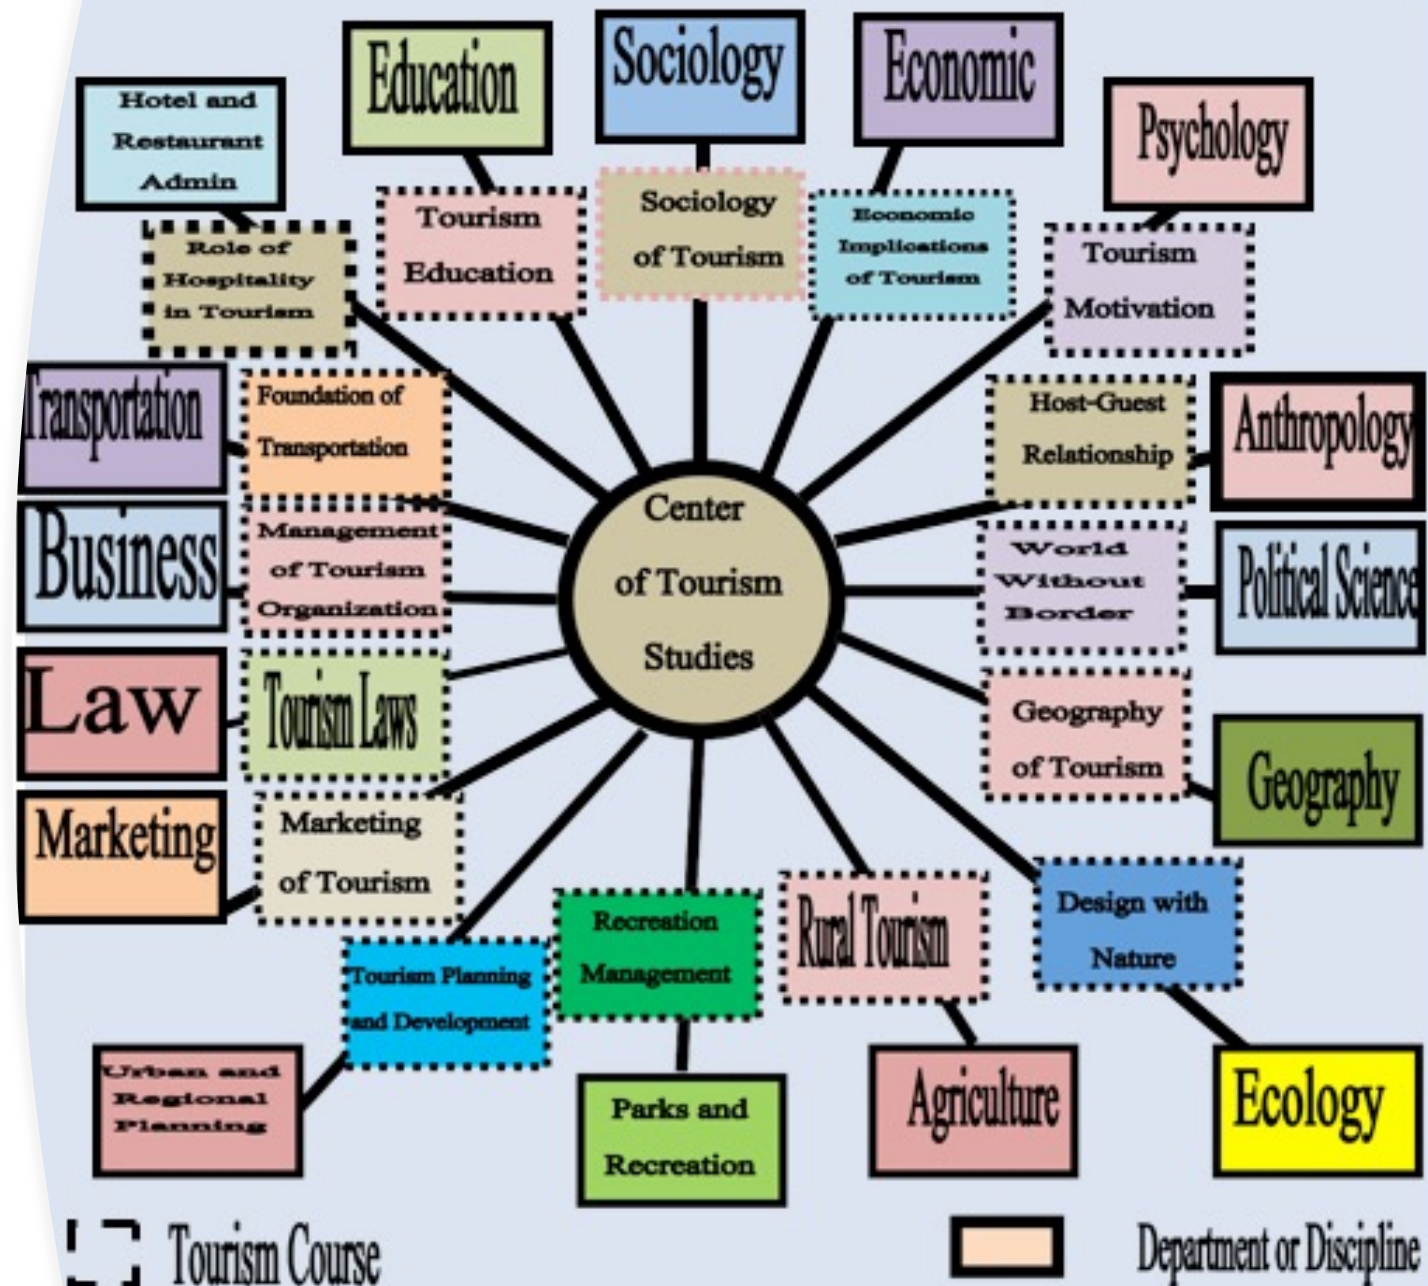 Education
Sociology
Economic
Hotel and
Restaurant
Admin
Psychology
Tourism
Education
Sociology
of Tourism
Economic
Implications
of Tourism
Role of
Hospitality
in Tourism
Tourism
Motivation
Transportation
Foundation of
Transportation
Host-Guest
Relationship
Anthropology
Business
Management
of Tourism
Organization
Center
of Tourism
Studies
World
Without
Border
Political Science
Law
Tourism Laws
Geography
of Tourism
Geography
Marketing
Marketing
of Tourism
Tourism Planning
and Development
Recreation
Management
Rural Tourism
Design with
Nature
Urban and
Regional
Planning
Parks and
Recreation
Agriculture
Ecology
Tourism Course
Department or Discipline